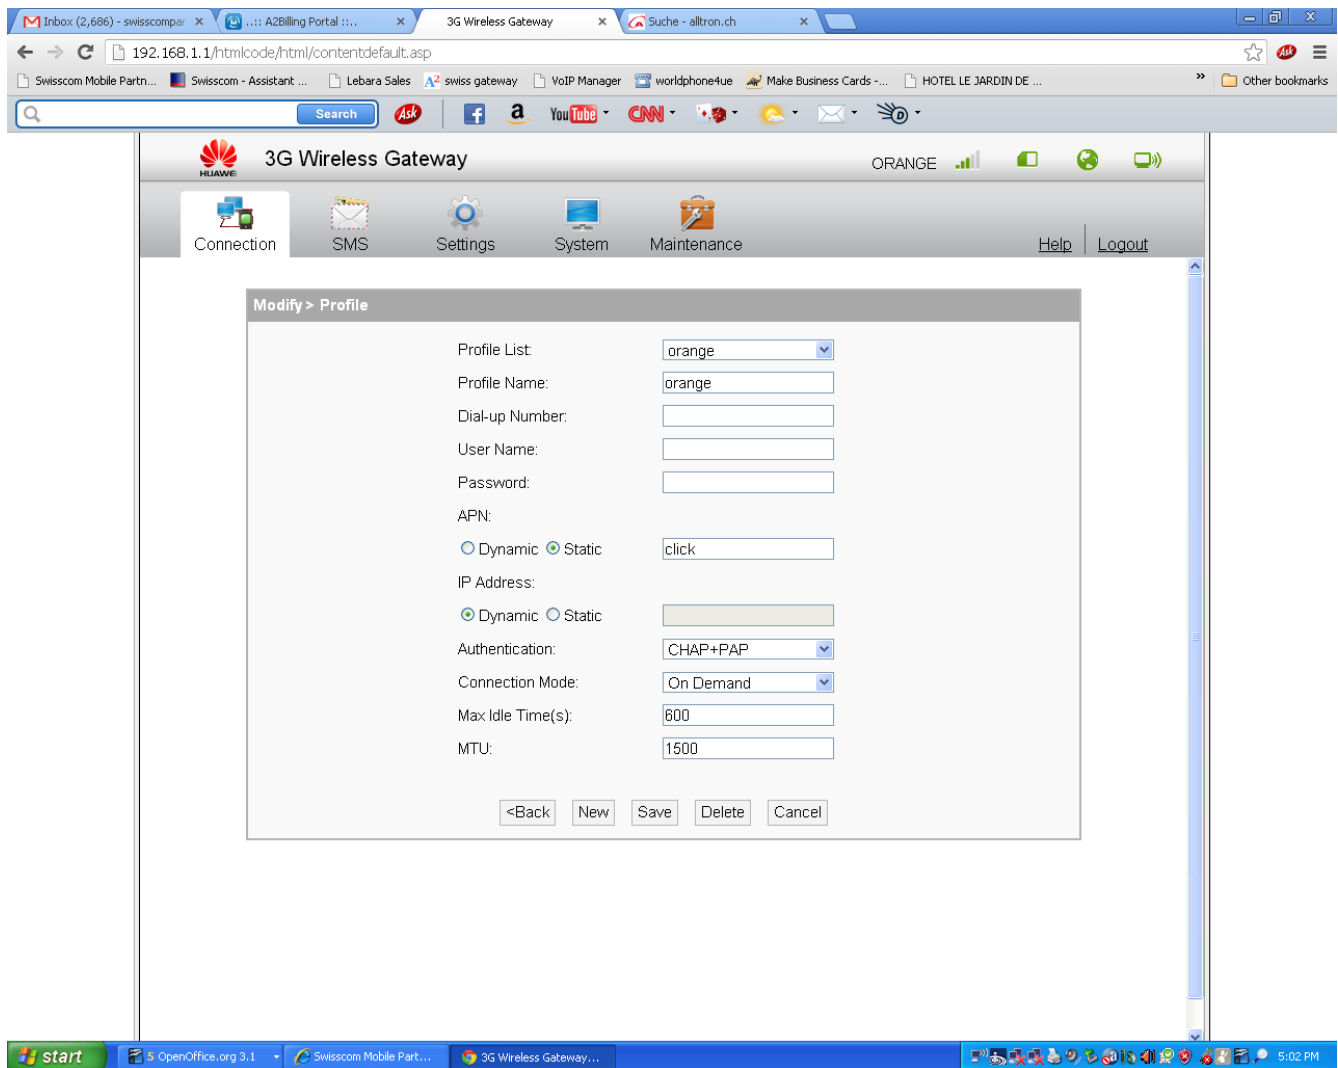 Inbox (2,686) - swisscompar ..:: A2Billing Portal ::.. 3G Wireless Gateway Suche - alltron.ch
192.168.1.1/htmlcode/html/contentdefault.asp Ask
Swisscom Mobile Partn... Swisscom - Assistant ... Lebara Sales A2 swiss gateway VoIP Manager worldphone4ue Make Business Cards -... HOTEL LE JARDIN DE ... » Other bookmarks
Search Ask f a YouTube CNN D
HUAWEI 3G Wireless Gateway ORANGE
Connection SMS Settings System Maintenance Help Logout
Modify > Profile
Profile List: orange
Profile Name: orange
Dial-up Number:
User Name:
Password:
APN:
Dynamic Static click
IP Address:
Dynamic Static
Authentication: CHAP+PAP
Connection Mode: On Demand
Max Idle Time(s): 600
MTU: 1500
<Back New Save Delete Cancel
start 5 OpenOffice.org 3.1 Swisscom Mobile Part... 3G Wireless Gateway... 5:02 PM